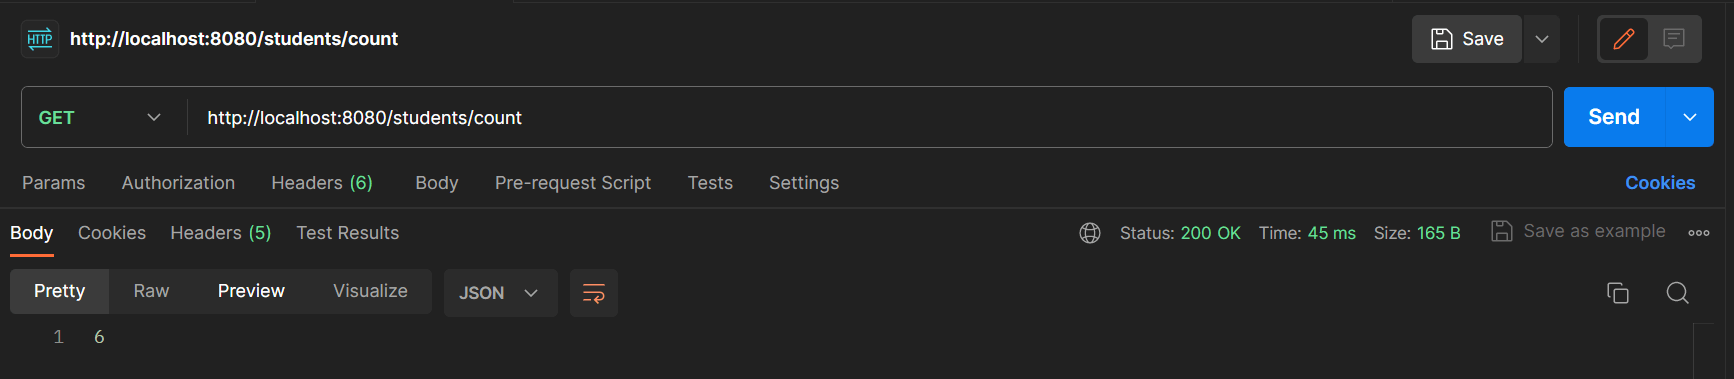 HTTP http://localhost:8080/students/count Save
GET http://localhost:8080/students/count Send
Params Authorization Headers (6) Body Pre-request Script Tests Settings Cookies
Body Cookies Headers (5) Test Results Status: 200 OK Time: 45 ms Size: 165 B Save as example
Pretty Raw Preview Visualize JSON
1 6